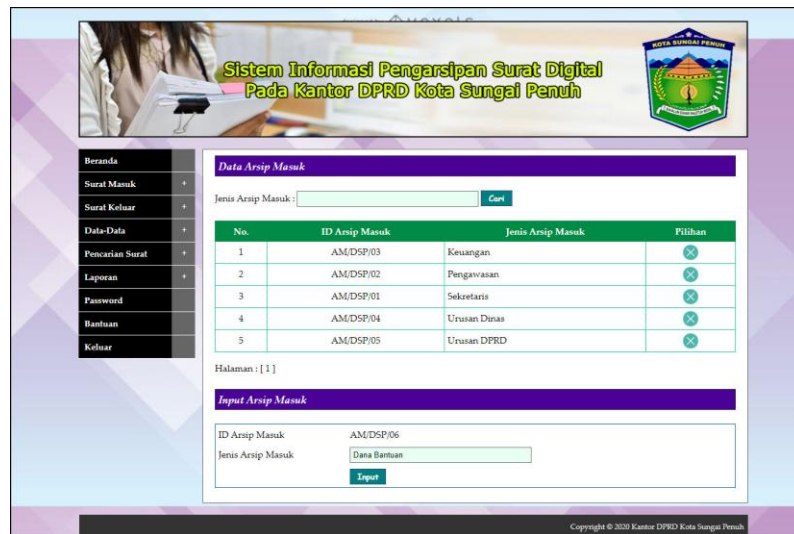 Sistem Informasi Pengarsipan Surat Digital
Pada Kantor DPRD Kota Sungai Penuh
KOTA SUNGAI PENUH
Beranda
Surat Masuk +
Surat Keluar +
Data-Data +
Pencarian Surat +
Laporan +
Password
Bantuan
Keluar
Data Arsip Masuk
Jenis Arsip Masuk : Cari
No. ID Arsip Masuk Jenis Arsip Masuk Pilihan
1 AM/DSP/03 Keuangan
2 AM/DSP/02 Pengawasan
3 AM/DSP/01 Sekretaris
4 AM/DSP/04 Urusan Dinas
5 AM/DSP/05 Urusan DPRD
Halaman : [ 1 ]
Input Arsip Masuk
ID Arsip Masuk AM/DSP/06
Jenis Arsip Masuk Dana Bantuan
Input
Copyright © 2020 Kantor DPRD Kota Sungai Penuh